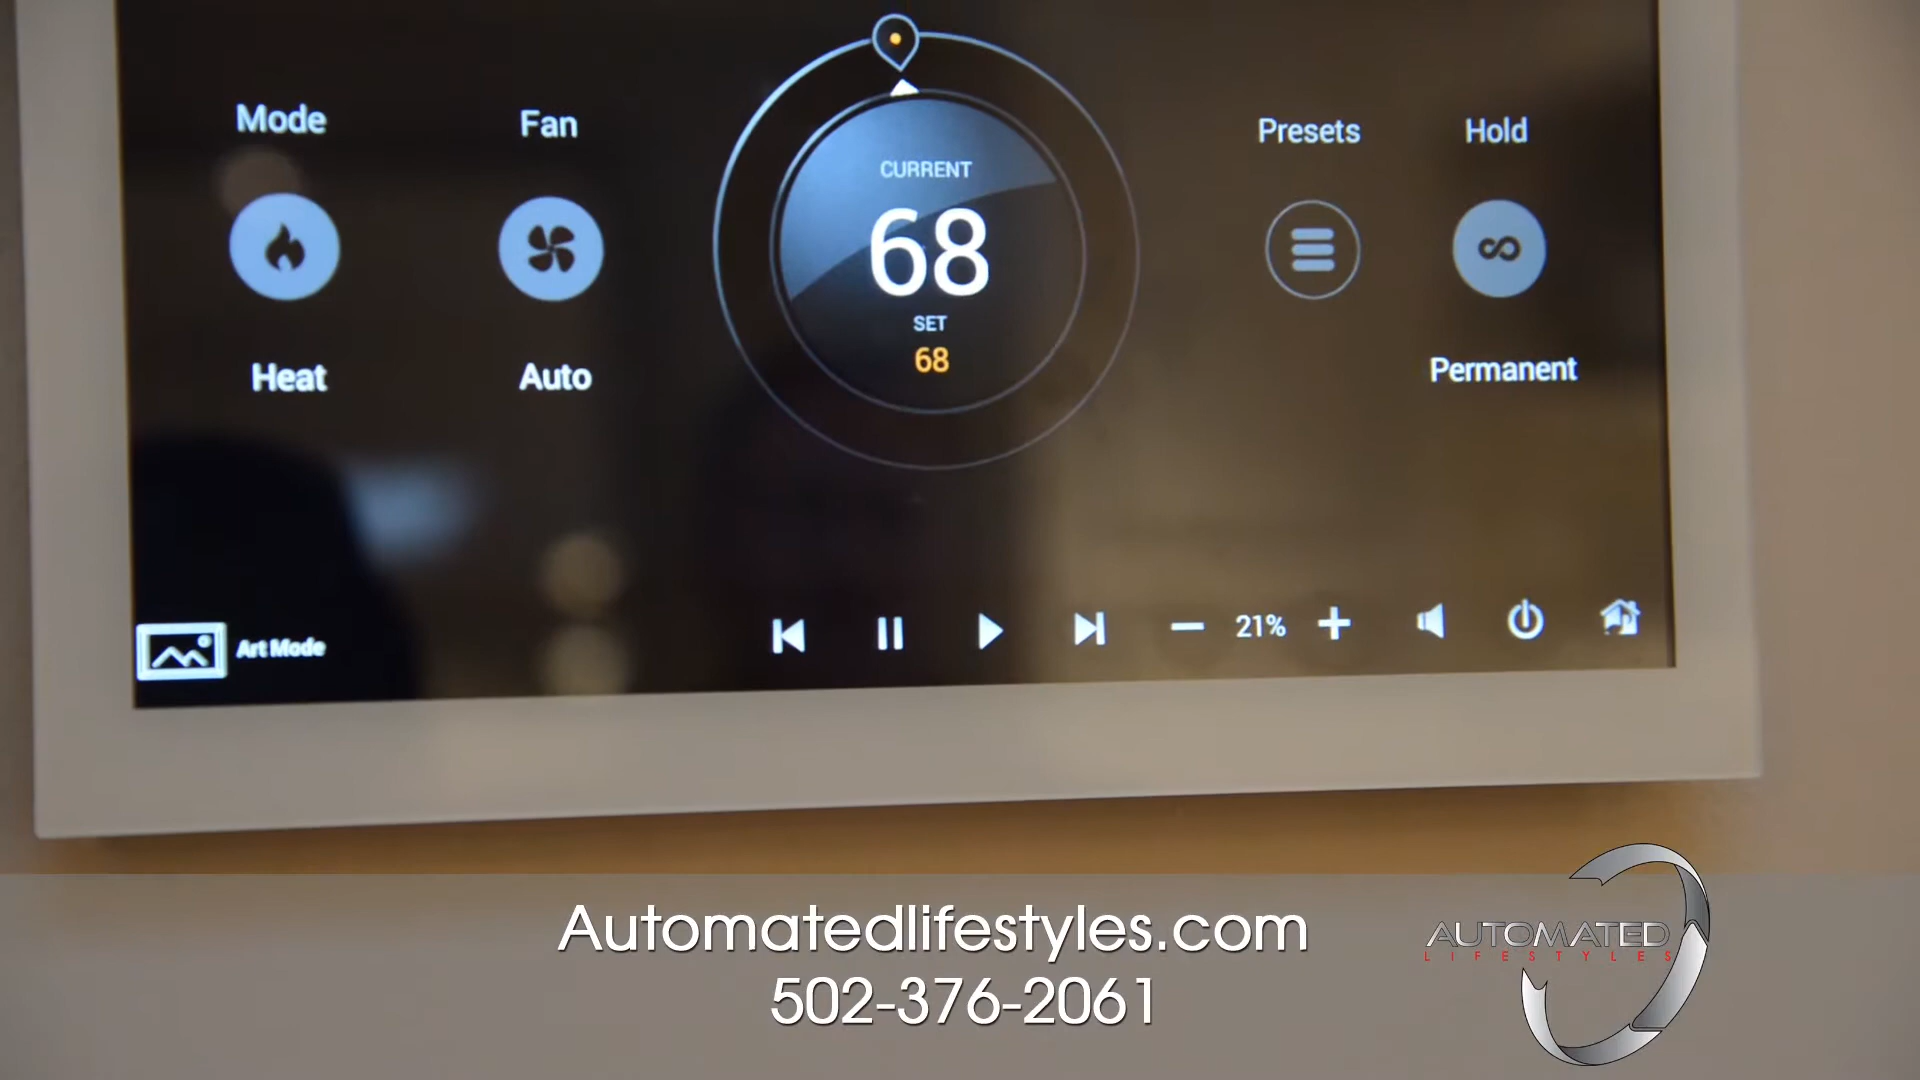 Mode
Fan
Presets
Hold
CURRENT
68
SET
68
Heat
Auto
Permanent
Art Mode
21%
Automatedlifestyles.com
502-376-2061
AUTOMATED
LIFESTYLES